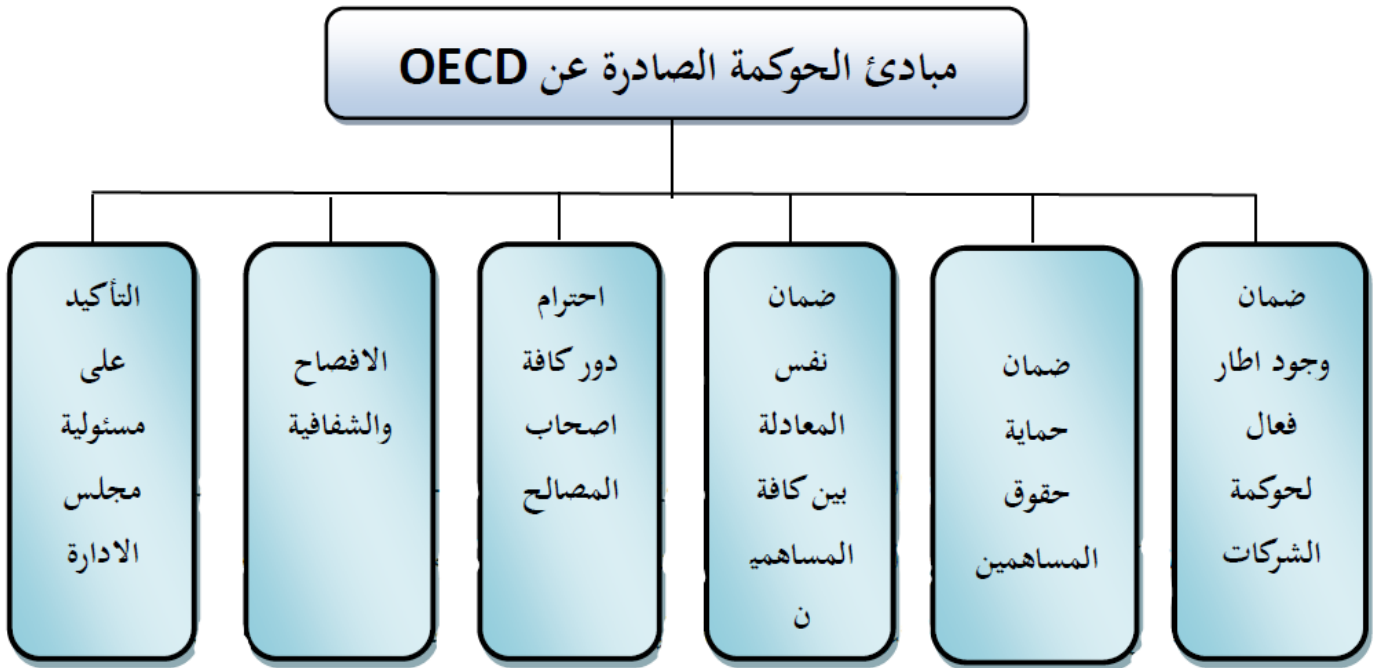 مبادئ الحوكمة الصادرة عن OECD
ضمان
وجود اطار
فعال
لحوكمة
الشركات
ضمان
حماية
حقوق
المساهمين
ضمان
نفس
المعادلة
بين كافة
المساهمي
ن
احترام
دور كافة
اصحاب
المصالح
الافصاح
والشفافية
التأكيد
على
مسئولية
مجلس
الادارة